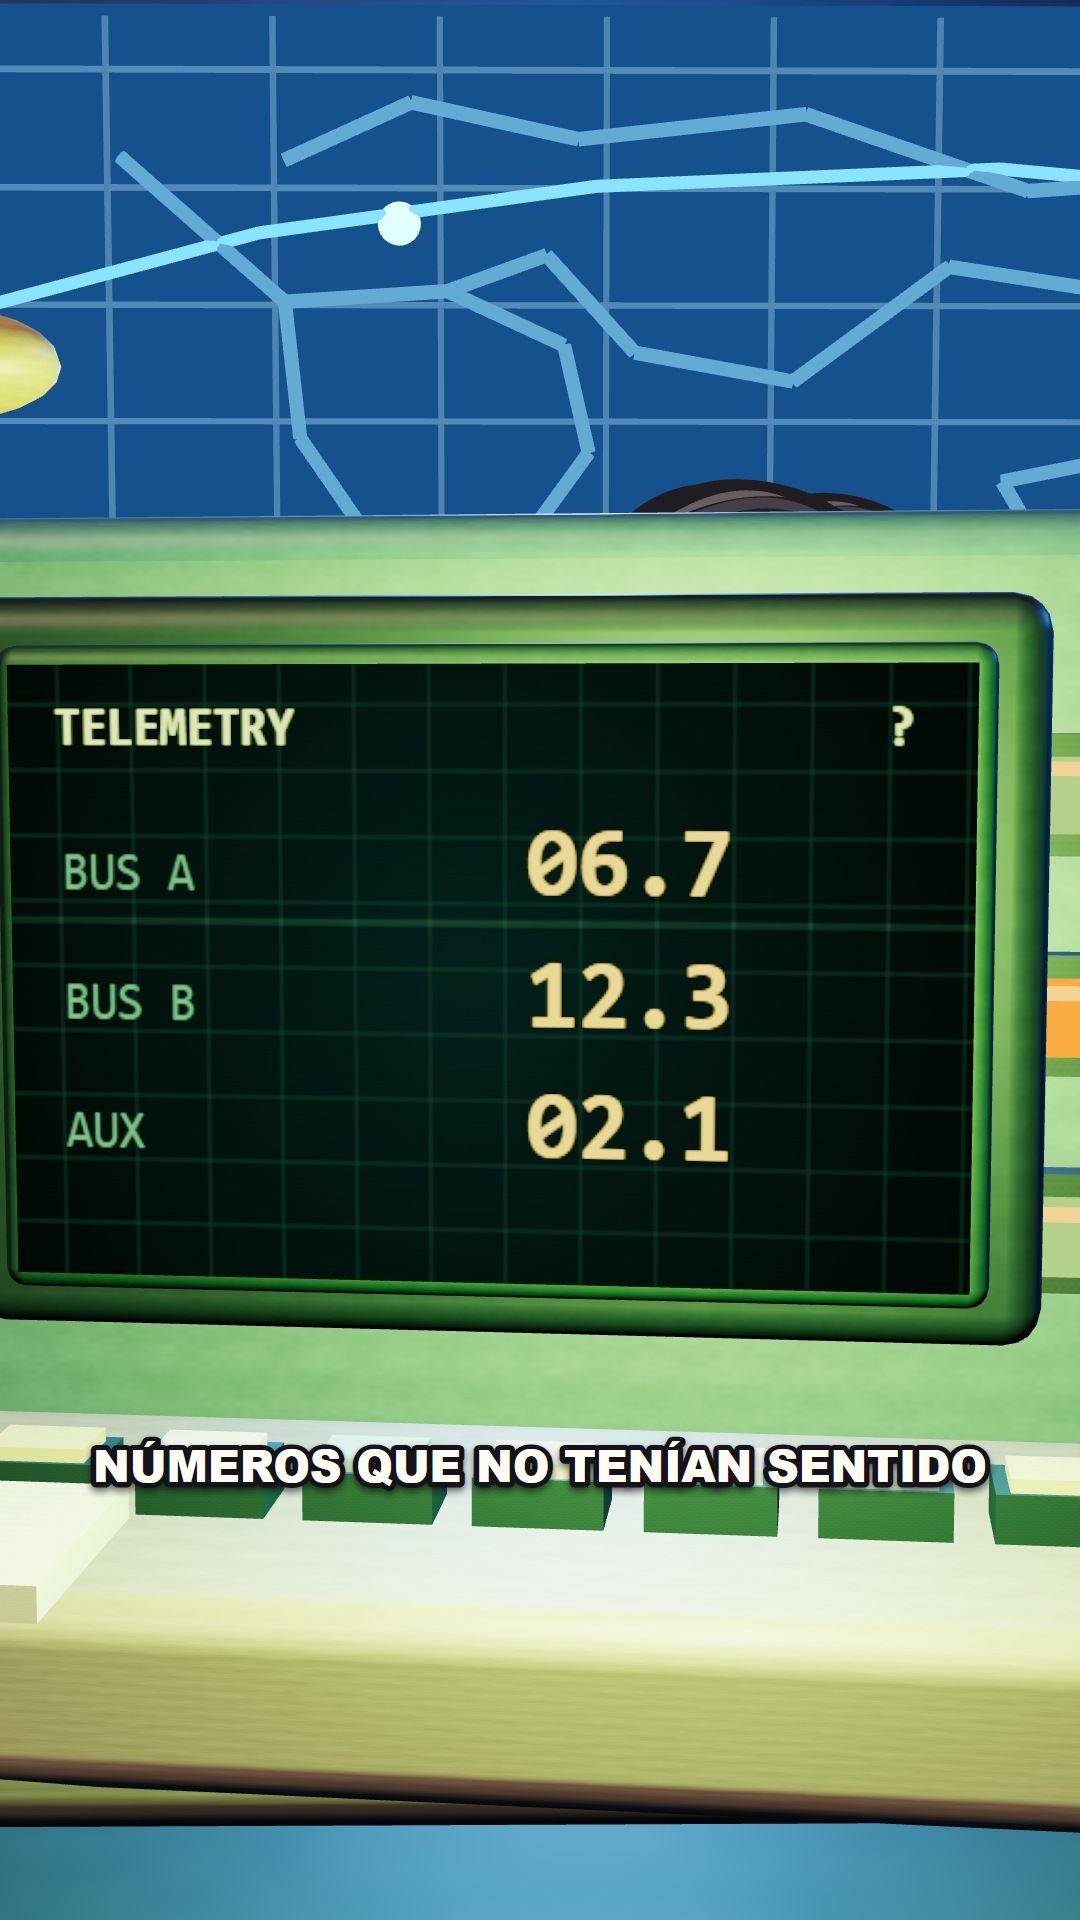 TELEMETRY ?
BUS A 06.7
BUS B 12.3
AUX 02.1
NÚMEROS QUE NO TENÍAN SENTIDO